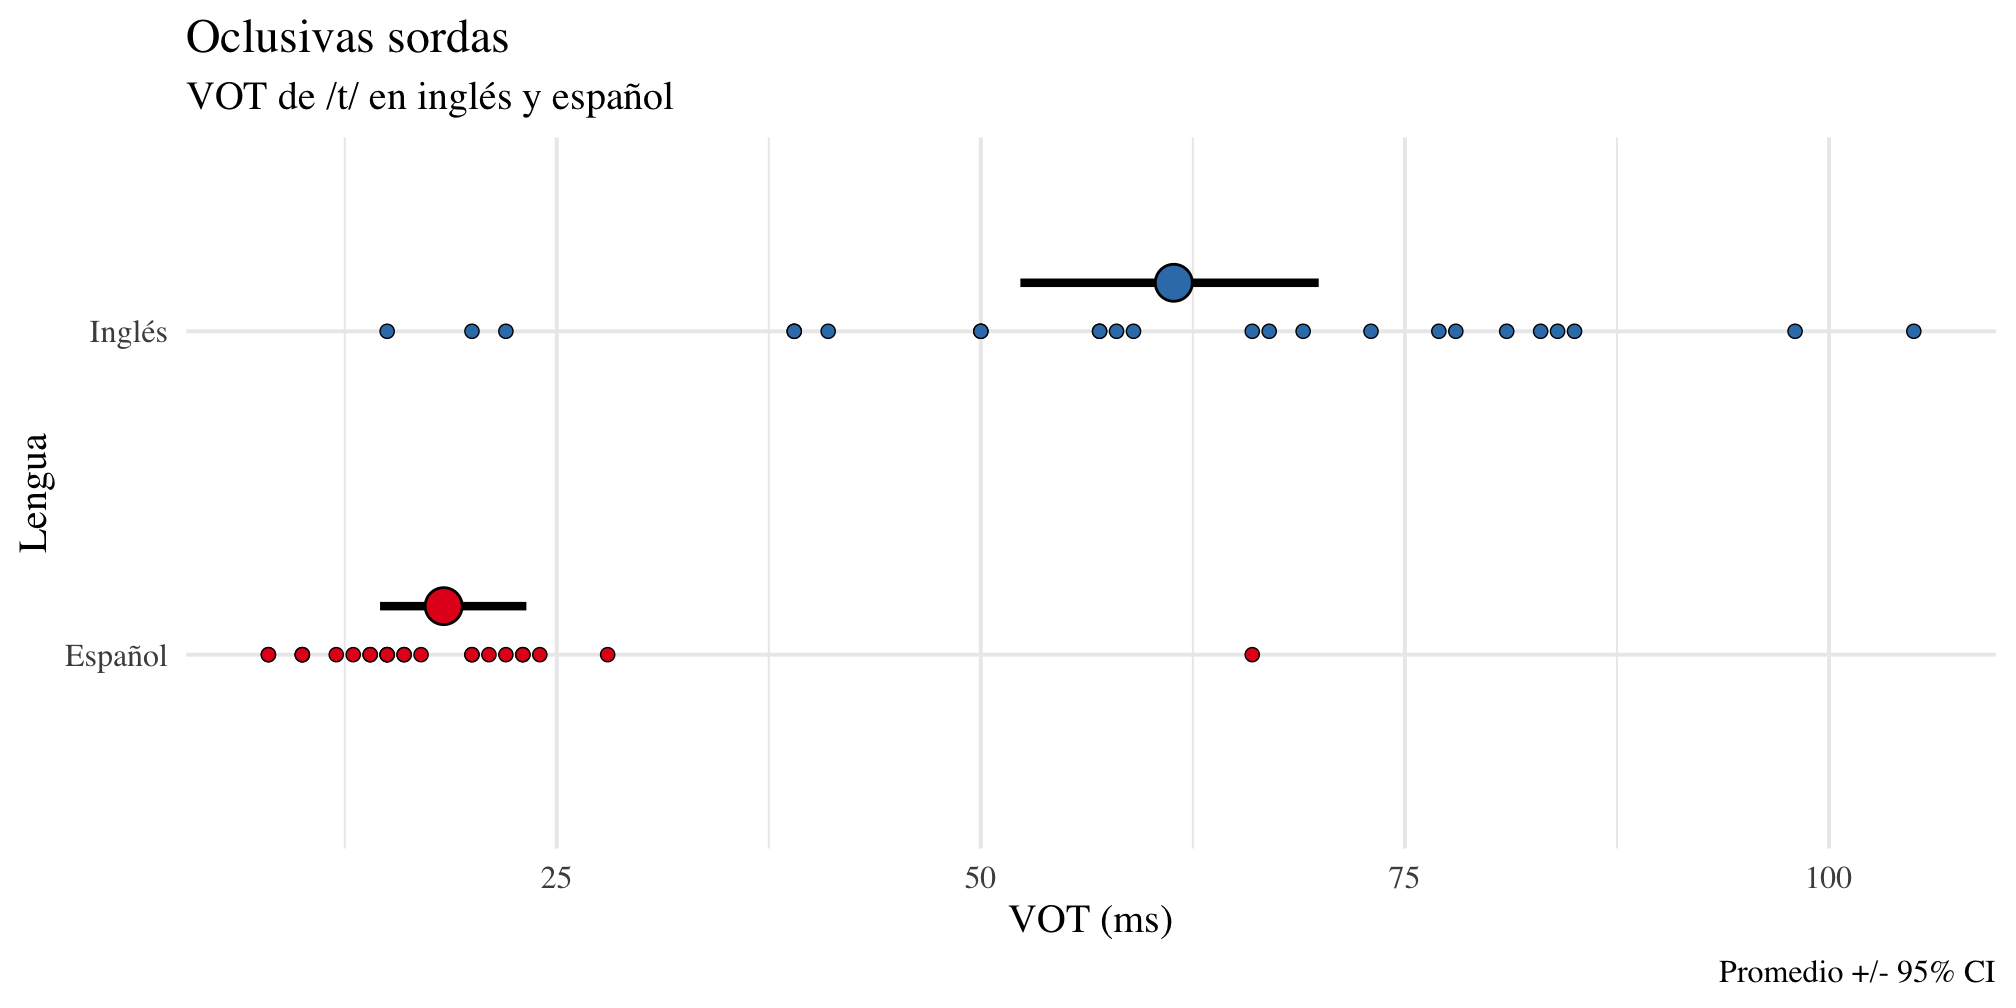 Oclusivas sordas
VOT de /t/ en inglés y español
Lengua
Inglés
Español
25 50 75 100
VOT (ms)
Promedio +/- 95% CI